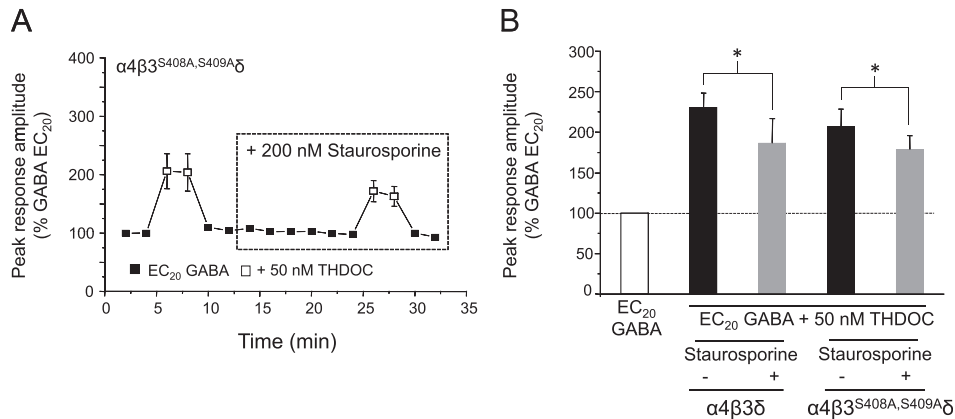 A
α4β3S408A,S409Aδ
Peak response amplitude
(% GABA EC20)
400
300
200
100
0
+ 200 nM Staurosporine
EC20 GABA
+ 50 nM THDOC
0 5 10 15 20 25 30 35
Time (min)
B
Peak response amplitude
(% GABA EC20)
300
250
200
150
100
50
0
*
*
EC20
GABA
EC20 GABA + 50 nM THDOC
Staurosporine Staurosporine
- + - +
α4β3δ α4β3S408A,S409Aδ